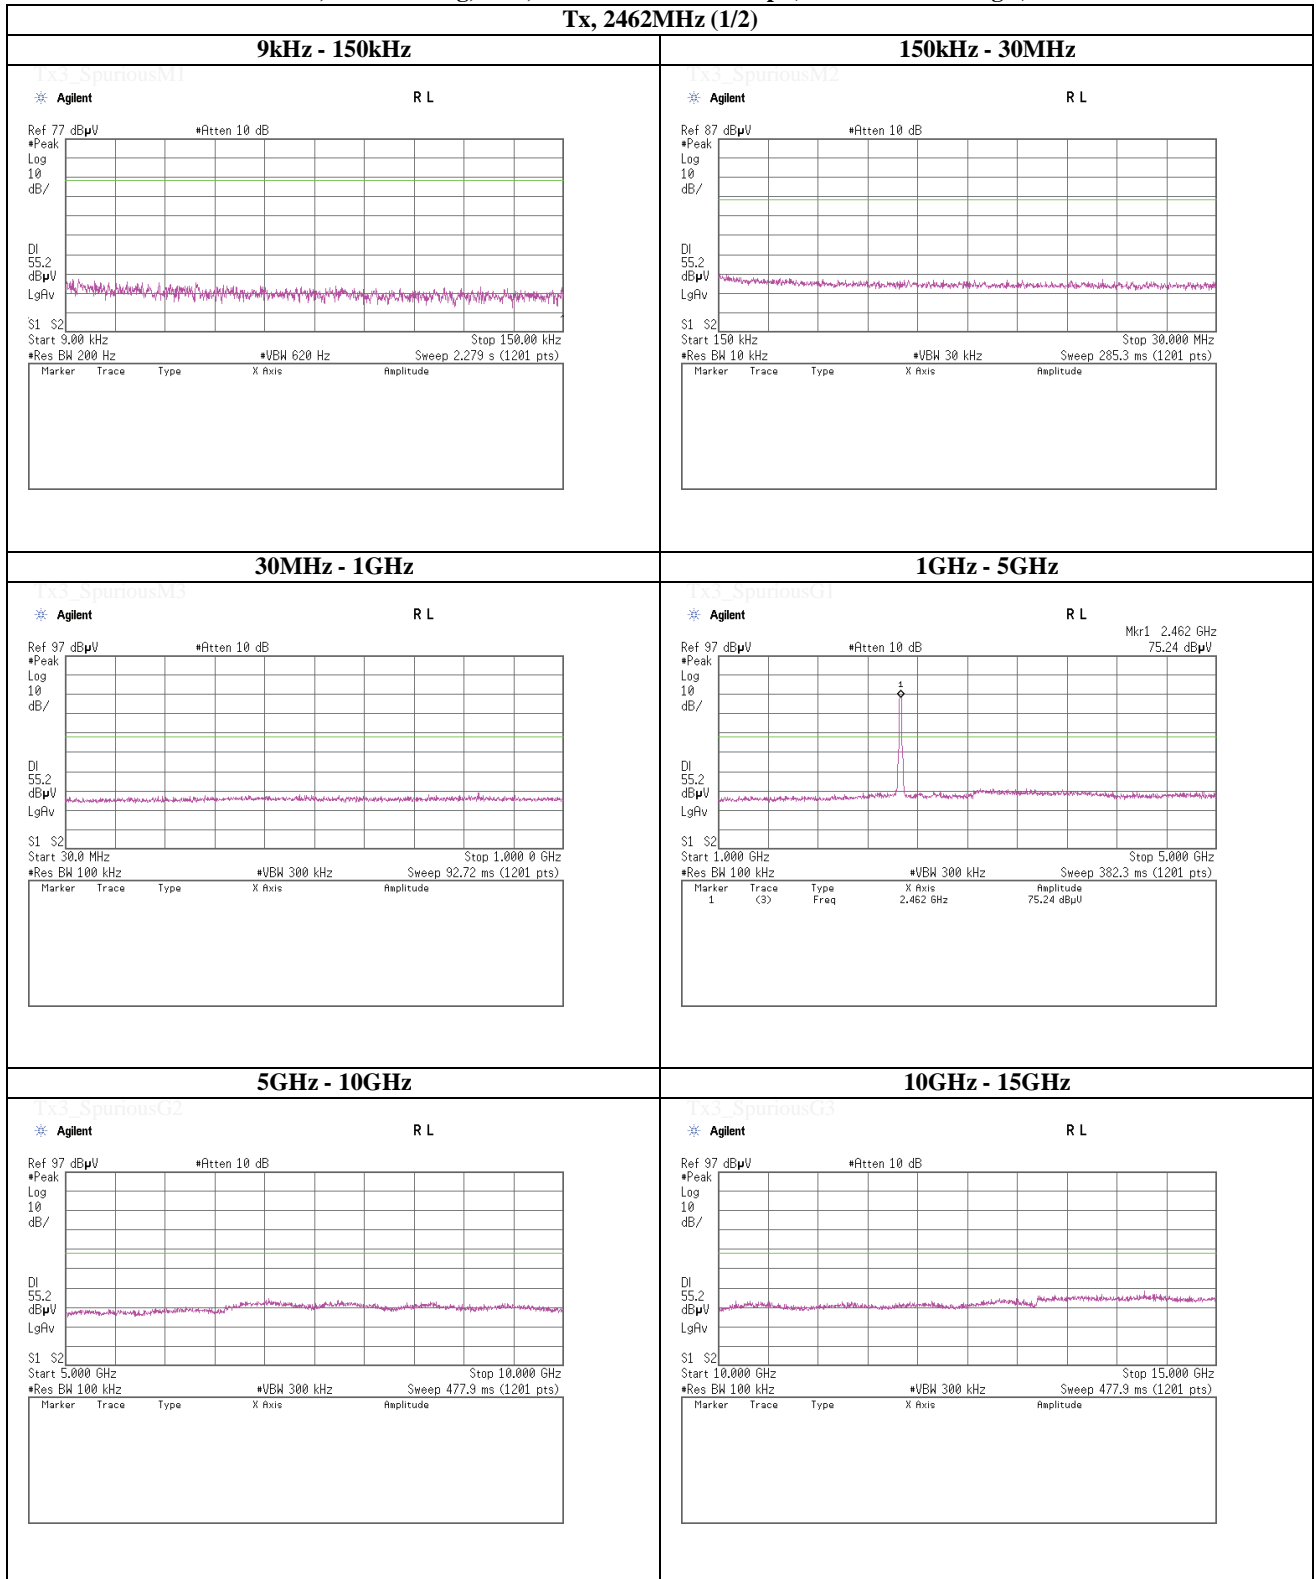 Tx, 2462MHz (1/2)
9kHz - 150kHz
150kHz - 30MHz
Tx3_SpuriousM1
Agilent R L
Ref 77 dBµV #Atten 10 dB
#Peak
Log
10
dB/
DI
55.2
dBµV
LgAv
S1 S2
Start 9.00 kHz Stop 150.00 kHz
#Res BW 200 Hz #VBW 620 Hz Sweep 2.279 s (1201 pts)
Marker Trace Type X Axis Amplitude
Tx3_SpuriousM2
Agilent R L
Ref 87 dBµV #Atten 10 dB
#Peak
Log
10
dB/
DI
55.2
dBµV
LgAv
S1 S2
Start 150 kHz Stop 30.000 MHz
#Res BW 10 kHz #VBW 30 kHz Sweep 285.3 ms (1201 pts)
Marker Trace Type X Axis Amplitude
30MHz - 1GHz
1GHz - 5GHz
Tx3_SpuriousM3
Agilent R L
Ref 97 dBµV #Atten 10 dB
#Peak
Log
10
dB/
DI
55.2
dBµV
LgAv
S1 S2
Start 30.0 MHz Stop 1.000 0 GHz
#Res BW 100 kHz #VBW 300 kHz Sweep 92.72 ms (1201 pts)
Marker Trace Type X Axis Amplitude
Tx3_SpuriousG1
Agilent R L
Mkr1 2.462 GHz
Ref 97 dBµV #Atten 10 dB 75.24 dBµV
#Peak
Log
10
dB/
1
DI
55.2
dBµV
LgAv
S1 S2
Start 1.000 GHz Stop 5.000 GHz
#Res BW 100 kHz #VBW 300 kHz Sweep 382.3 ms (1201 pts)
Marker Trace Type X Axis Amplitude
1 (3) Freq 2.462 GHz 75.24 dBµV
5GHz - 10GHz
10GHz - 15GHz
Tx3_SpuriousG2
Agilent R L
Ref 97 dBµV #Atten 10 dB
#Peak
Log
10
dB/
DI
55.2
dBµV
LgAv
S1 S2
Start 5.000 GHz Stop 10.000 GHz
#Res BW 100 kHz #VBW 300 kHz Sweep 477.9 ms (1201 pts)
Marker Trace Type X Axis Amplitude
Tx3_SpuriousG3
Agilent R L
Ref 97 dBµV #Atten 10 dB
#Peak
Log
10
dB/
DI
55.2
dBµV
LgAv
S1 S2
Start 10.000 GHz Stop 15.000 GHz
#Res BW 100 kHz #VBW 300 kHz Sweep 477.9 ms (1201 pts)
Marker Trace Type X Axis Amplitude